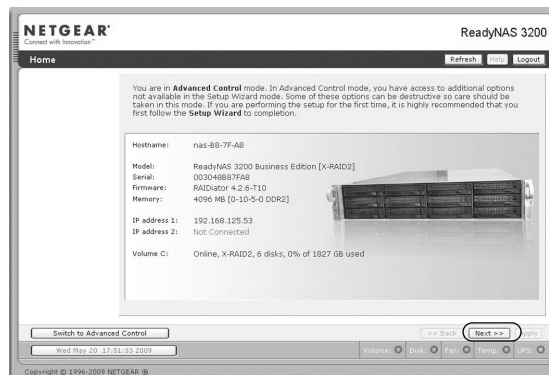 NETGEAR®
Connect with Innovation™
ReadyNAS 3200
Home
Refresh Help Logout
You are in Advanced Control mode. In Advanced Control mode, you have access to additional options
not available in the Setup Wizard mode. Some of these options can be destructive so care should be
taken in this mode. If you are performing the setup for the first time, it is highly recommended that you
first follow the Setup Wizard to completion.
Hostname: nas-B8-7F-A8
Model: ReadyNAS 3200 Business Edition [X-RAID2]
Serial: 003048B87FA8
Firmware: RAIDiator 4.2.6-T10
Memory: 4096 MB [0-10-5-0 DDR2]
IP address 1: 192.168.125.53
IP address 2: Not Connected
Volume C: Online, X-RAID2, 6 disks, 0% of 1827 GB used
Switch to Advanced Control
<< Back Next >> Apply
Wed May 20 17:51:33 2009
Volume: Disk: Fan: Temp: UPS:
Copyright © 1996-2009 NETGEAR ®